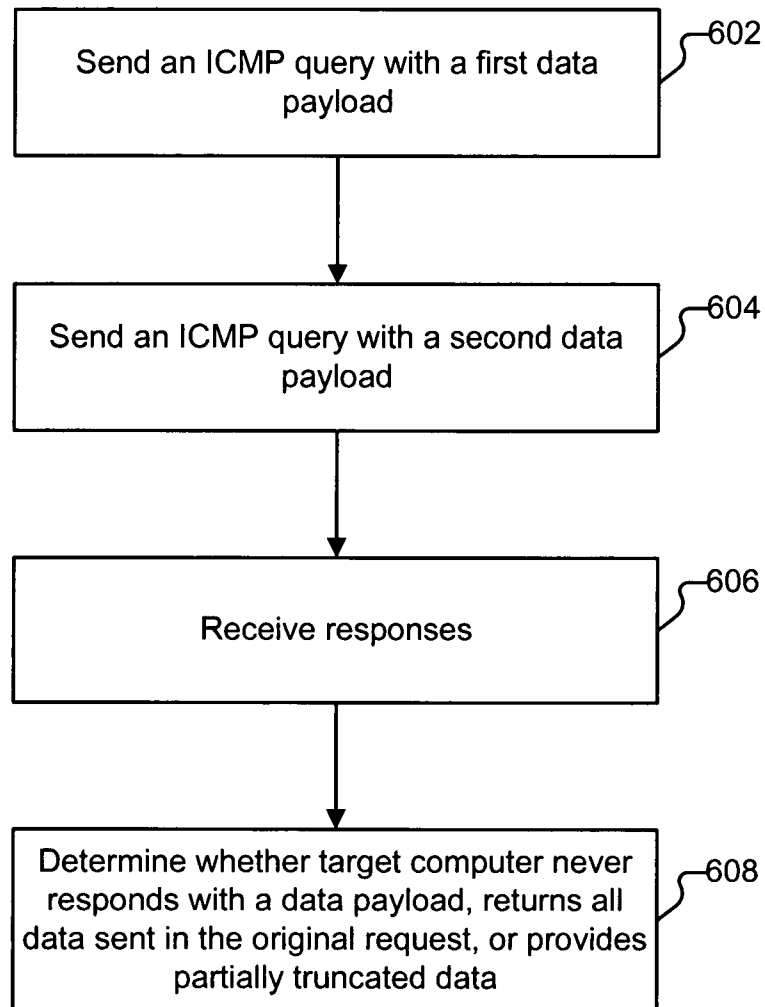 Send an ICMP query with a first data
payload
602
Send an ICMP query with a second data
payload
604
Receive responses
606
Determine whether target computer never
responds with a data payload, returns all
data sent in the original request, or provides
partially truncated data
608